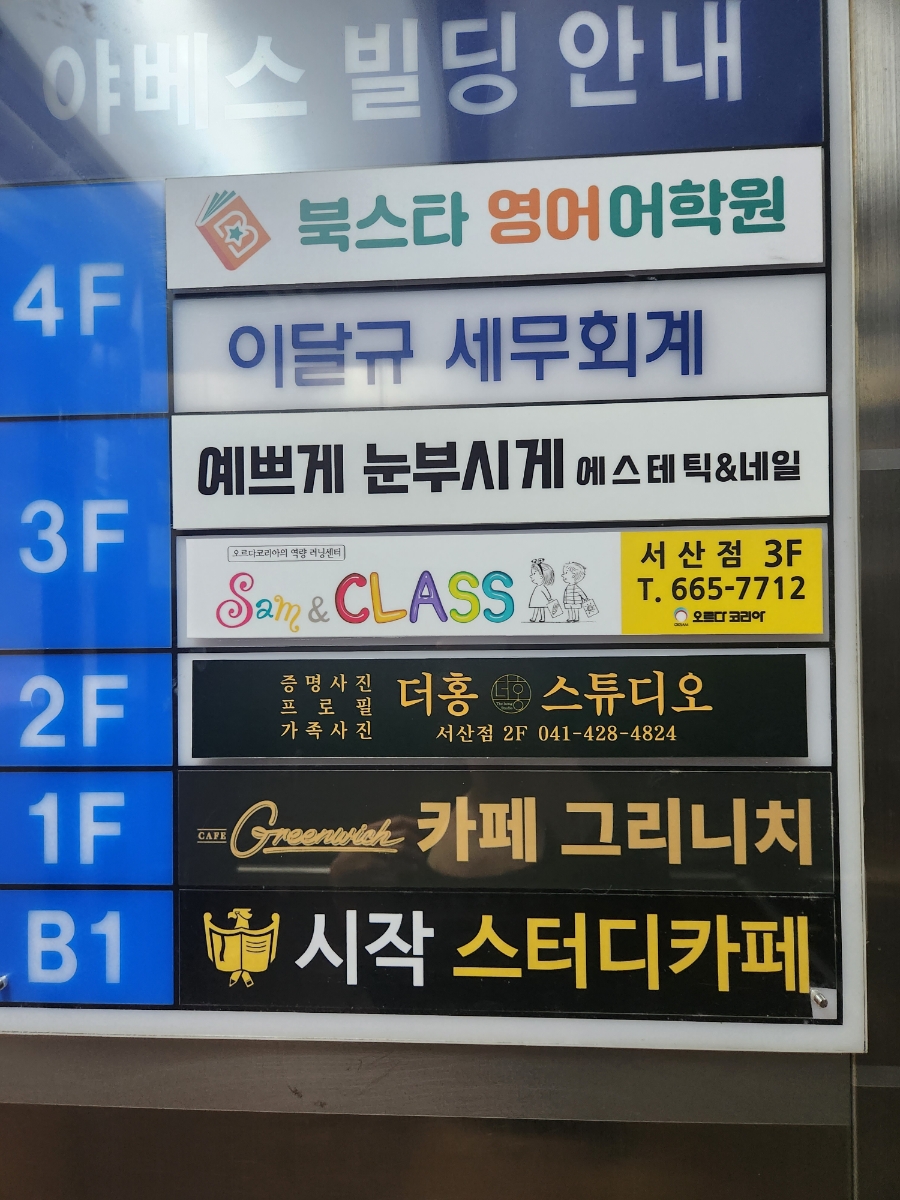 야베스 빌딩 안내
4F
북스타 영어어학원
이달규 세무회계
3F
예쁘게 눈부시게 에스테틱&네일
오르다코리아의 역량 러닝센터
Sam & CLASS
서산점 3F
T. 665-7712
오르다 코리아
2F
증명사진
프로필
가족사진
더홍 스튜디오
서산점 2F 041-428-4824
1F
CAFE Greenwich 카페 그리니치
B1
시작 스터디카페